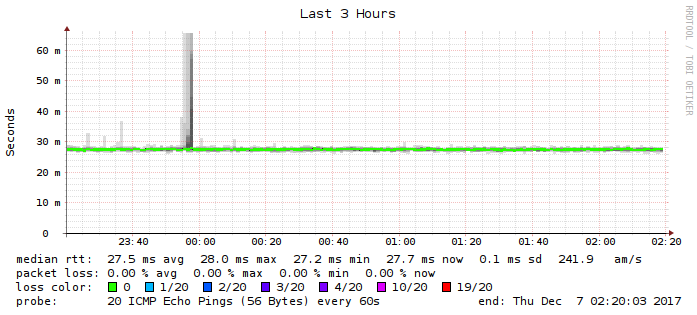 Last 3 Hours
RRDTOOL / TOBI OETIKER
Seconds
60 m
50 m
40 m
30 m
20 m
10 m
0
23:40 00:00 00:20 00:40 01:00 01:20 01:40 02:00 02:20
median rtt: 27.5 ms avg 28.0 ms max 27.2 ms min 27.7 ms now 0.1 ms sd 241.9 am/s
packet loss: 0.00 % avg 0.00 % max 0.00 % min 0.00 % now
loss color: 0 1/20 2/20 3/20 4/20 10/20 19/20
probe: 20 ICMP Echo Pings (56 Bytes) every 60s end: Thu Dec 7 02:20:03 2017